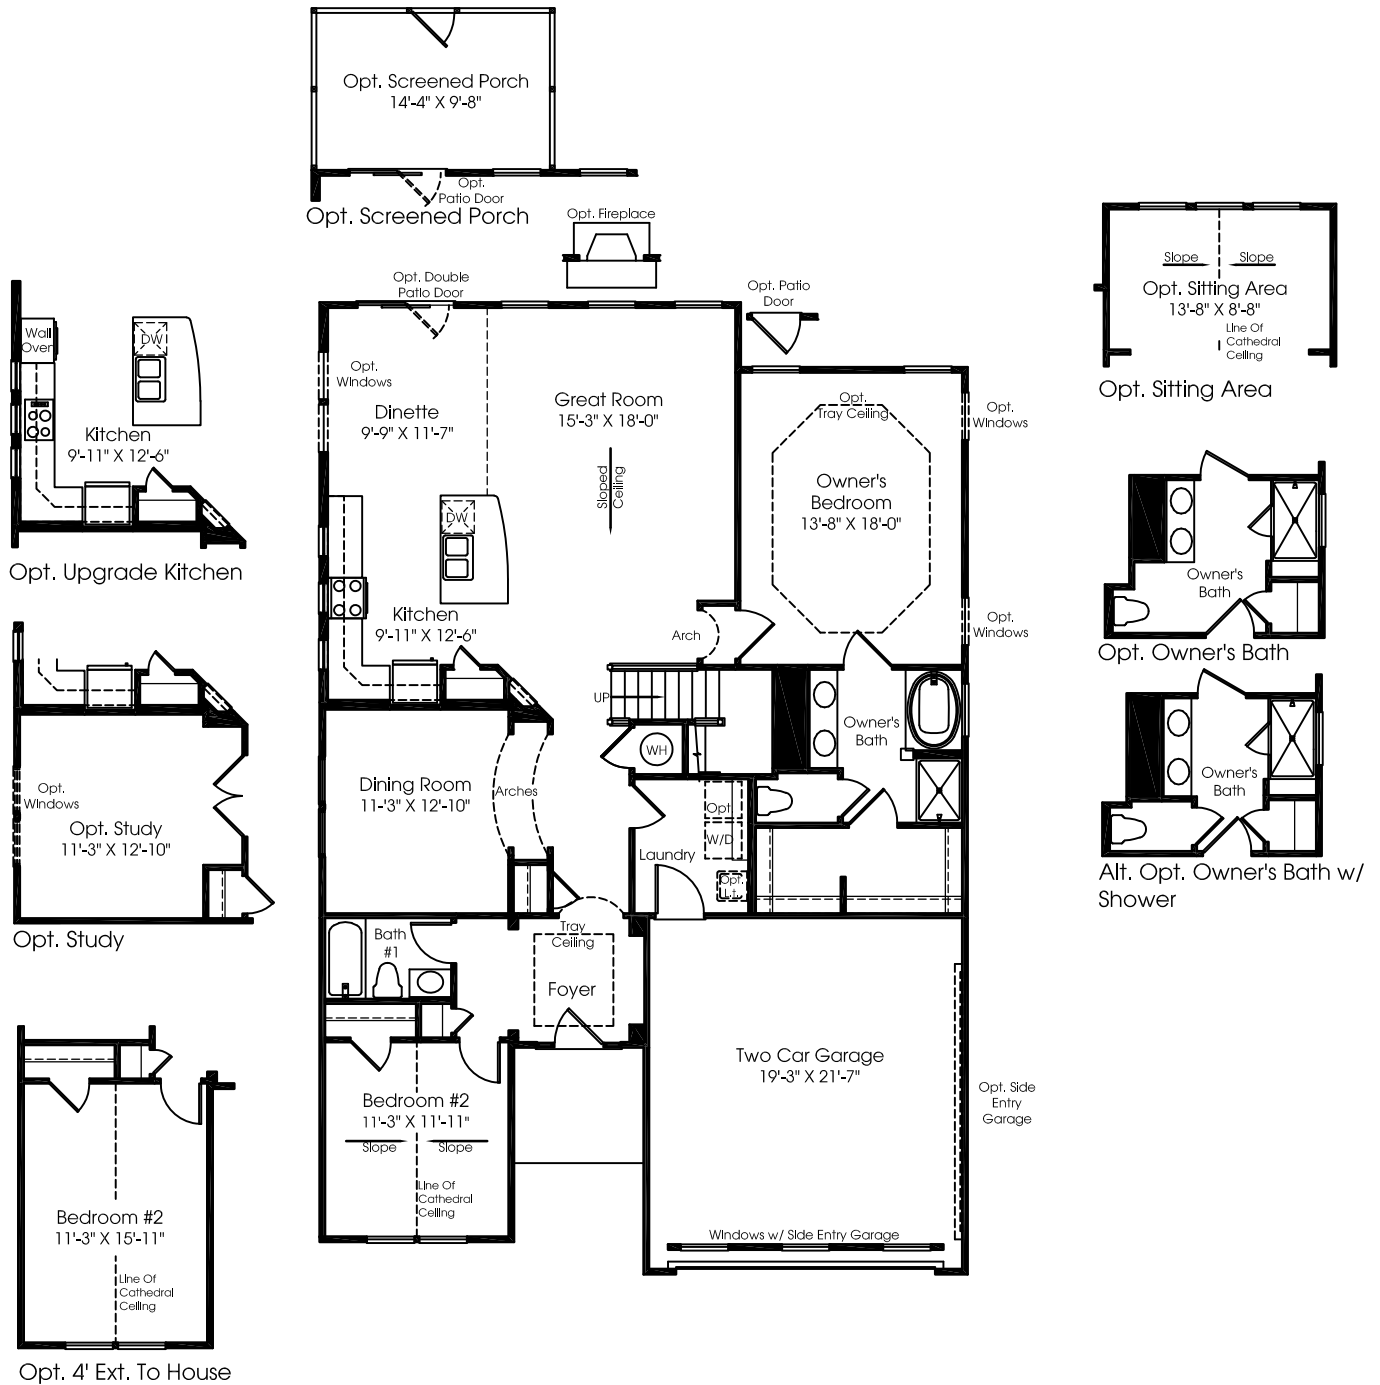 Opt. Screened Porch
14'-4" X 9'-8"
Opt.
Patio Door
Opt. Screened Porch
Opt. Fireplace
Opt. Double
Patio Door
Opt. Patio
Door
Slope
Slope
Opt. Sitting Area
13'-8" X 8'-8"
Line Of
Cathedral
Ceiling
Opt. Sitting Area
Wall
Oven
DW
Kitchen
9'-11" X 12'-6"
Opt. Upgrade Kitchen
Opt.
Windows
Dinette
9'-9" X 11'-7"
Great Room
15'-3" X 18'-0"
Sloped
Ceiling
Opt.
Tray Ceiling
Opt.
Windows
Owner's
Bedroom
13'-8" X 18'-0"
DW
Kitchen
9'-11" X 12'-6"
Arch
Opt.
Windows
Owner's
Bath
Opt. Owner's Bath
UP
WH
Owner's
Bath
Owner's
Bath
Alt. Opt. Owner's Bath w/
Shower
Opt.
Windows
Opt. Study
11'-3" X 12'-10"
Opt. Study
Dining Room
11'-3" X 12'-10"
Arches
Opt.
W/D
Laundry
Opt.
L.t.
Bath
#1
Tray
Ceiling
Foyer
Two Car Garage
19'-3" X 21'-7"
Opt. Side
Entry
Garage
Bedroom #2
11'-3" X 11'-11"
Slope
Slope
Line Of
Cathedral
Ceiling
Windows w/ Side Entry Garage
Bedroom #2
11'-3" X 15'-11"
Line Of
Cathedral
Ceiling
Opt. 4' Ext. To House